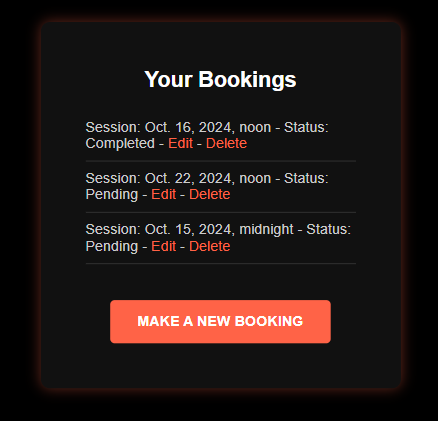 Your Bookings
Session: Oct. 16, 2024, noon - Status:
Completed - Edit - Delete
Session: Oct. 22, 2024, noon - Status:
Pending - Edit - Delete
Session: Oct. 15, 2024, midnight - Status:
Pending - Edit - Delete
MAKE A NEW BOOKING